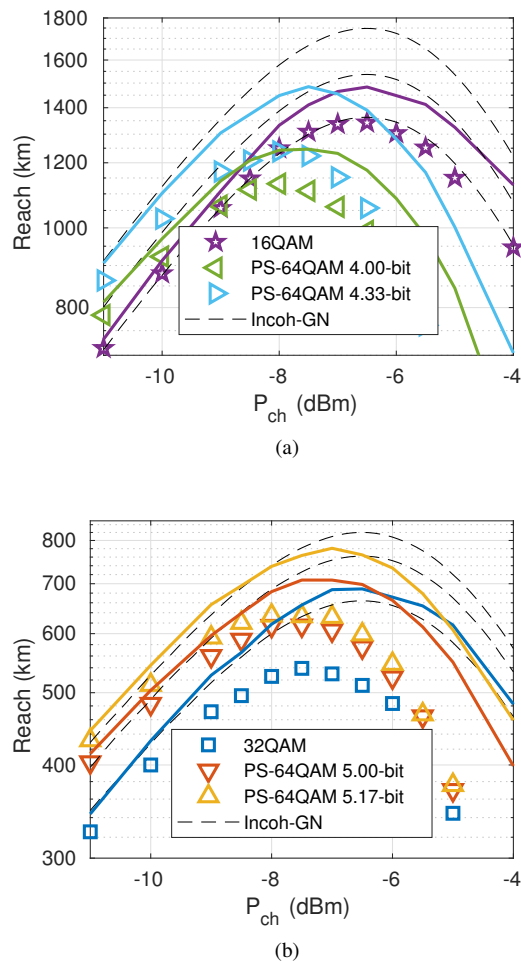 1800
1400
1200
1000
800
Reach (km)
16QAM
PS-64QAM 4.00-bit
PS-64QAM 4.33-bit
Incoh-GN
-10
-8
-6
-4
P_ch (dBm)
(a)
800
700
600
500
400
300
Reach (km)
32QAM
PS-64QAM 5.00-bit
PS-64QAM 5.17-bit
Incoh-GN
-10
-8
-6
-4
P_ch (dBm)
(b)